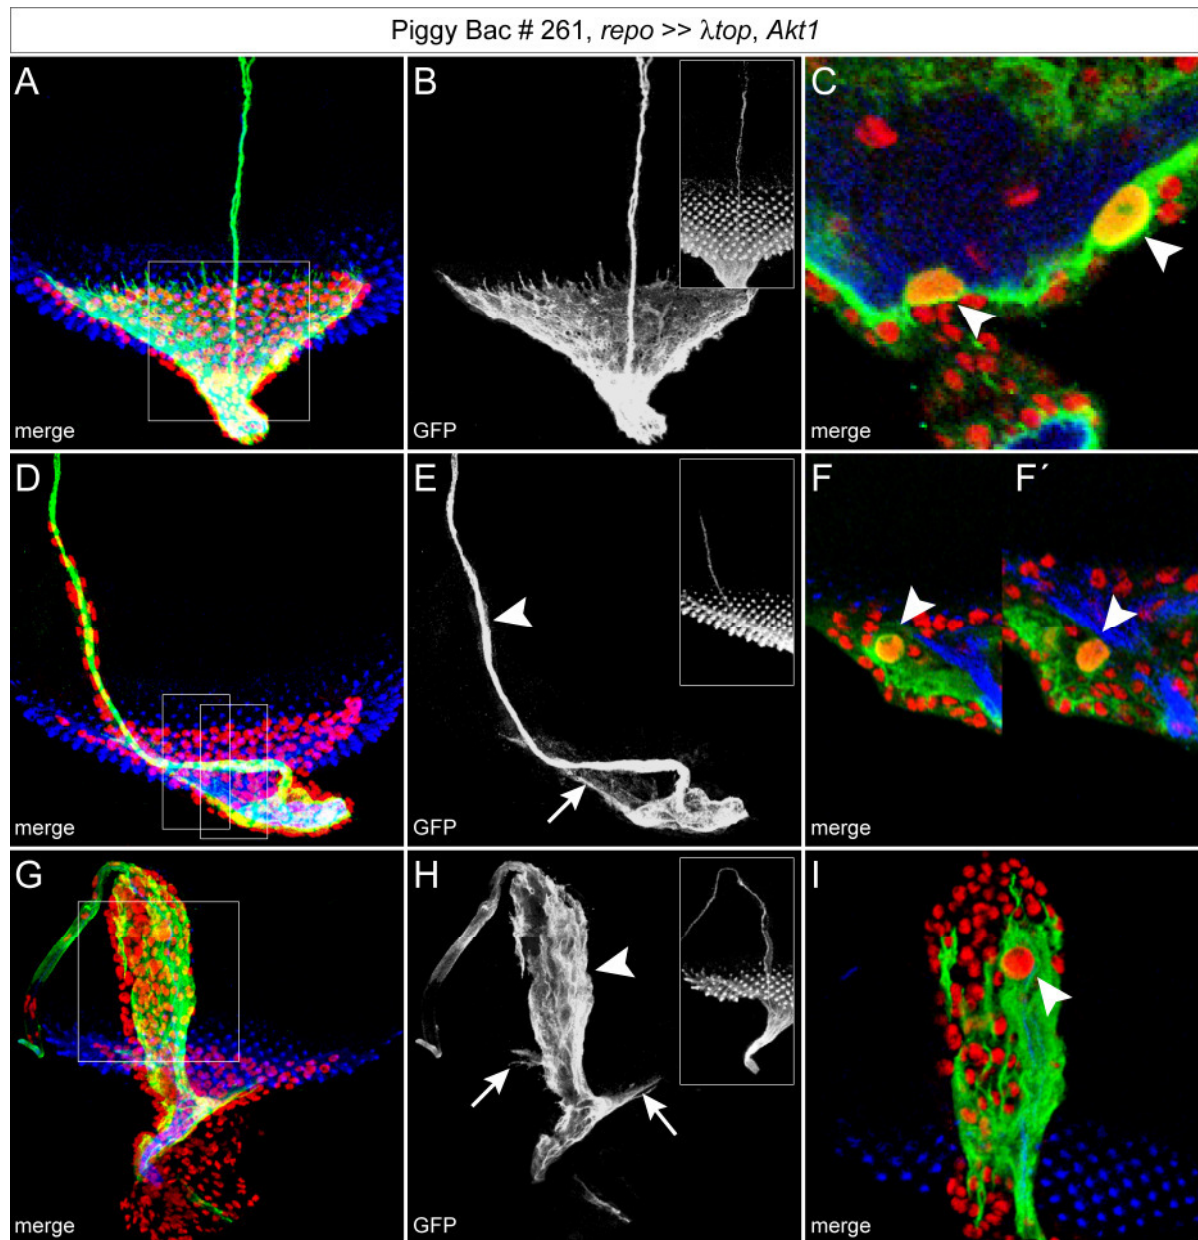 Piggy Bac # 261, repo >> λtop, Akt1
A
B
C
merge
GFP
merge
D
E
F
F´
merge
GFP
merge
G
H
I
merge
GFP
merge